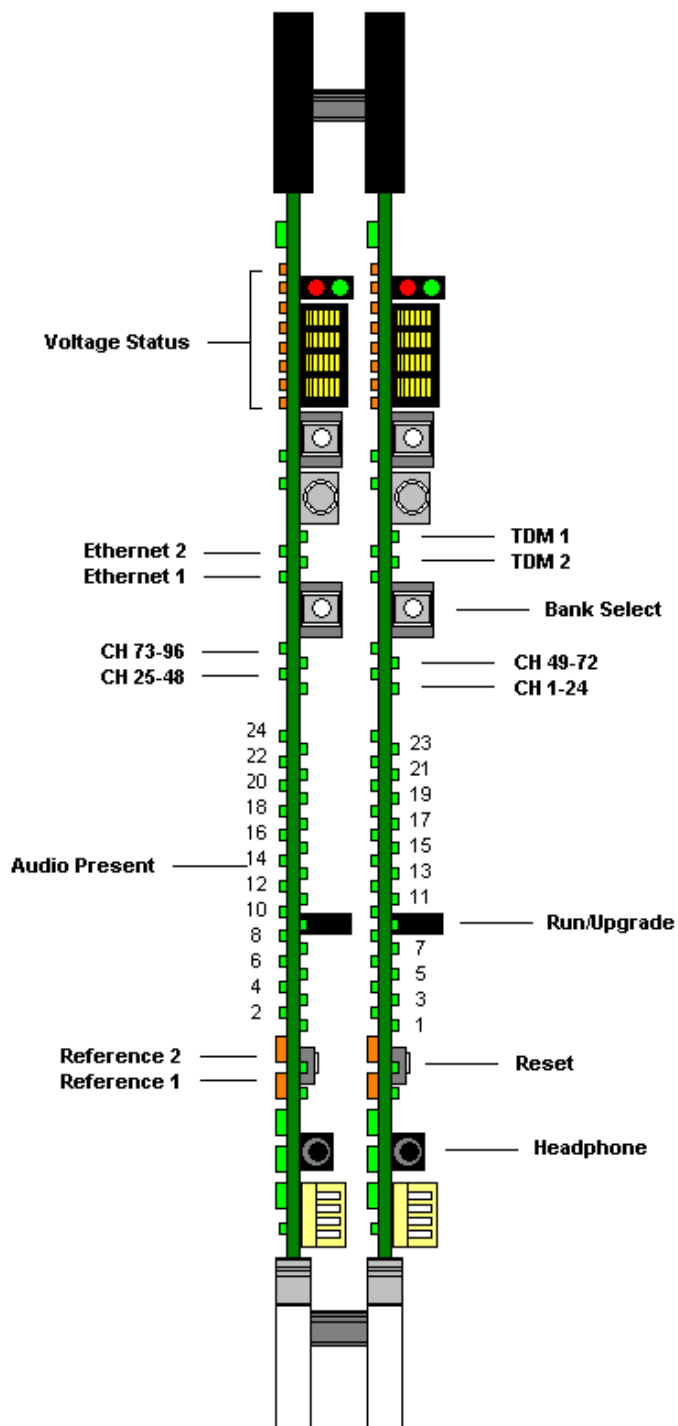 Voltage Status
TDM 1
Ethernet 2
TDM 2
Ethernet 1
Bank Select
CH 73-96
CH 49-72
CH 25-48
CH 1-24
24
23
22
21
20
19
18
17
16
15
Audio Present
14
13
12
11
10
Run/Upgrade
8
7
6
5
4
3
2
1
Reference 2
Reset
Reference 1
Headphone